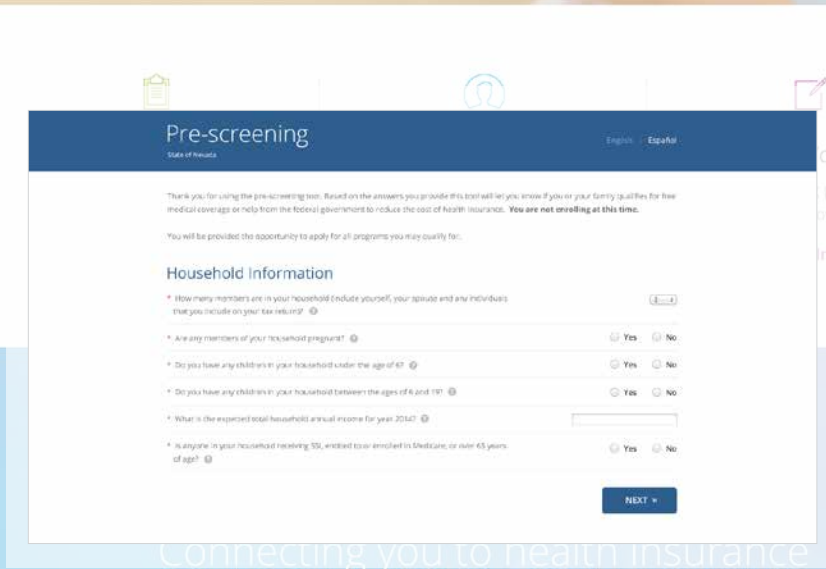 Pre-screening
State of Nevada
English
Español
Thank you for using the pre-screening tool. Based on the answers you provide this tool will let you know if you or your family qualifies for free
medical coverage or help from the federal government to reduce the cost of health insurance. You are not enrolling at this time.
You will be provided the opportunity to apply for all programs you may qualify for.
Household Information
* How many members are in your household (include yourself, your spouse and any individuals
that you include on your tax return)?
* Are any members of your household pregnant?
Yes No
* Do you have any children in your household under the age of 6?
Yes No
* Do you have any children in your household between the ages of 6 and 19?
Yes No
* What is the expected total household annual income for year 2014?
* Is anyone in your household receiving SSI, entitled to or enrolled in Medicare, or over 65 years
of age?
Yes No
NEXT »
Connecting you to health insurance